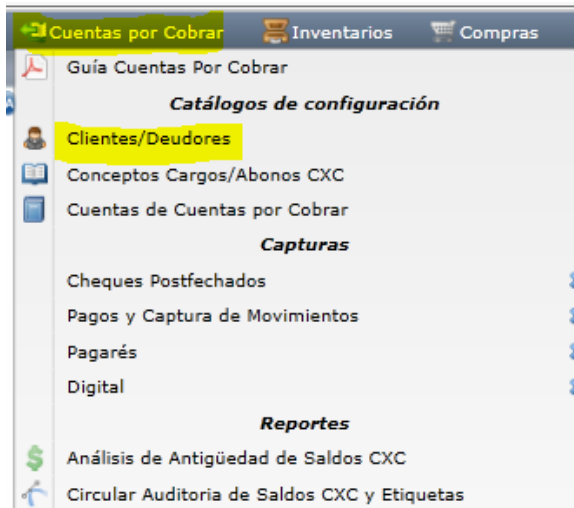 Cuentas por Cobrar Inventarios Compras
Guía Cuentas Por Cobrar
Catálogos de configuración
Clientes/Deudores
Conceptos Cargos/Abonos CXC
Cuentas de Cuentas por Cobrar
Capturas
Cheques Postfechados
Pagos y Captura de Movimientos
Pagarés
Digital
Reportes
Análisis de Antigüedad de Saldos CXC
Circular Auditoria de Saldos CXC y Etiquetas